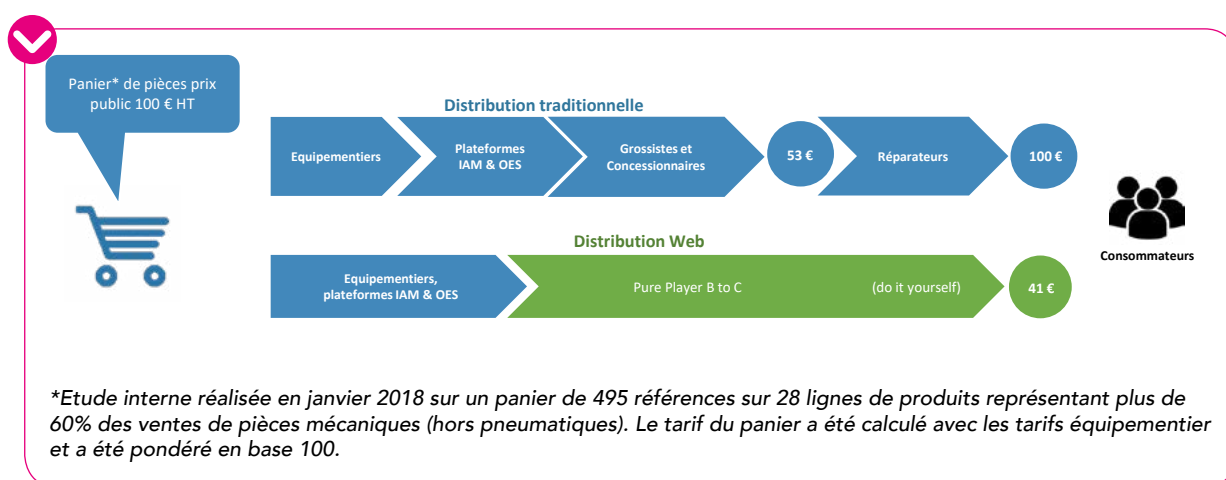 Panier* de pièces prix
public 100 € HT
Distribution traditionnelle
Equipementiers
Plateformes
IAM & OES
Grossistes et
Concessionnaires
53 €
Réparateurs
100 €
Distribution Web
Consommateurs
Equipementiers,
plateformes IAM & OES
Pure Player B to C
(do it yourself)
41 €
*Etude interne réalisée en janvier 2018 sur un panier de 495 références sur 28 lignes de produits représentant plus de
60% des ventes de pièces mécaniques (hors pneumatiques). Le tarif du panier a été calculé avec les tarifs équipementier
et a été pondéré en base 100.